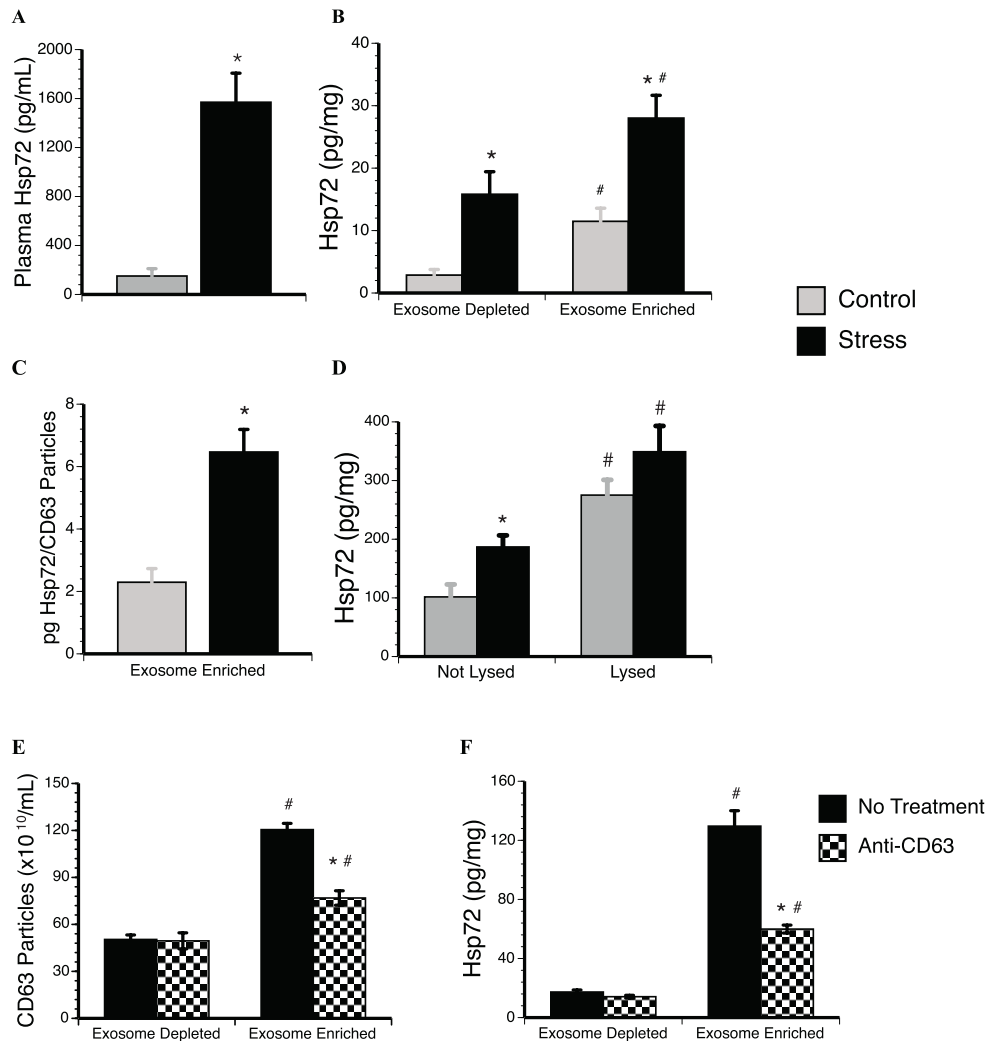 A
Plasma Hsp72 (pg/mL)
2000
1600
1200
800
400
0
*
B
Hsp72 (pg/mg)
40
30
20
10
0
*
#
* #
Exosome Depleted
Exosome Enriched
Control
Stress
C
pg Hsp72/CD63 Particles
8
6
4
2
0
*
Exosome Enriched
D
Hsp72 (pg/mg)
400
300
200
100
0
*
#
#
Not Lysed
Lysed
E
CD63 Particles (x10 10/mL)
150
120
90
60
30
0
#
* #
Exosome Depleted
Exosome Enriched
F
Hsp72 (pg/mg)
160
120
80
40
0
#
* #
Exosome Depleted
Exosome Enriched
No Treatment
Anti-CD63